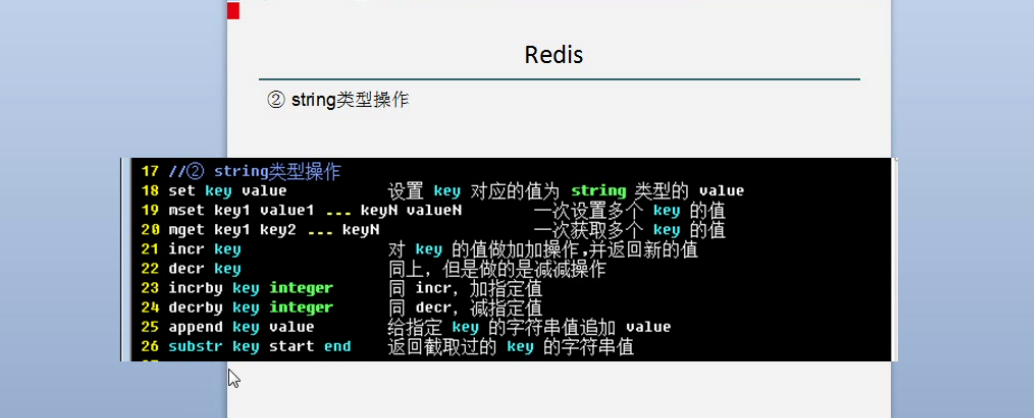 Redis
② string类型操作
17 //② string类型操作
18 set key value 设置 key 对应的值为 string 类型的 value
19 mset key1 value1 ... keyN valueN 一次设置多个 key 的值
20 mget key1 key2 ... keyN 一次获取多个 key 的值
21 incr key 对 key 的值做加加操作,并返回新的值
22 decr key 同上，但是做的是减减操作
23 incrby key integer 同 incr，加指定值
24 decrby key integer 同 decr，减指定值
25 append key value 给指定 key 的字符串值追加 value
26 substr key start end 返回截取过的 key 的字符串值